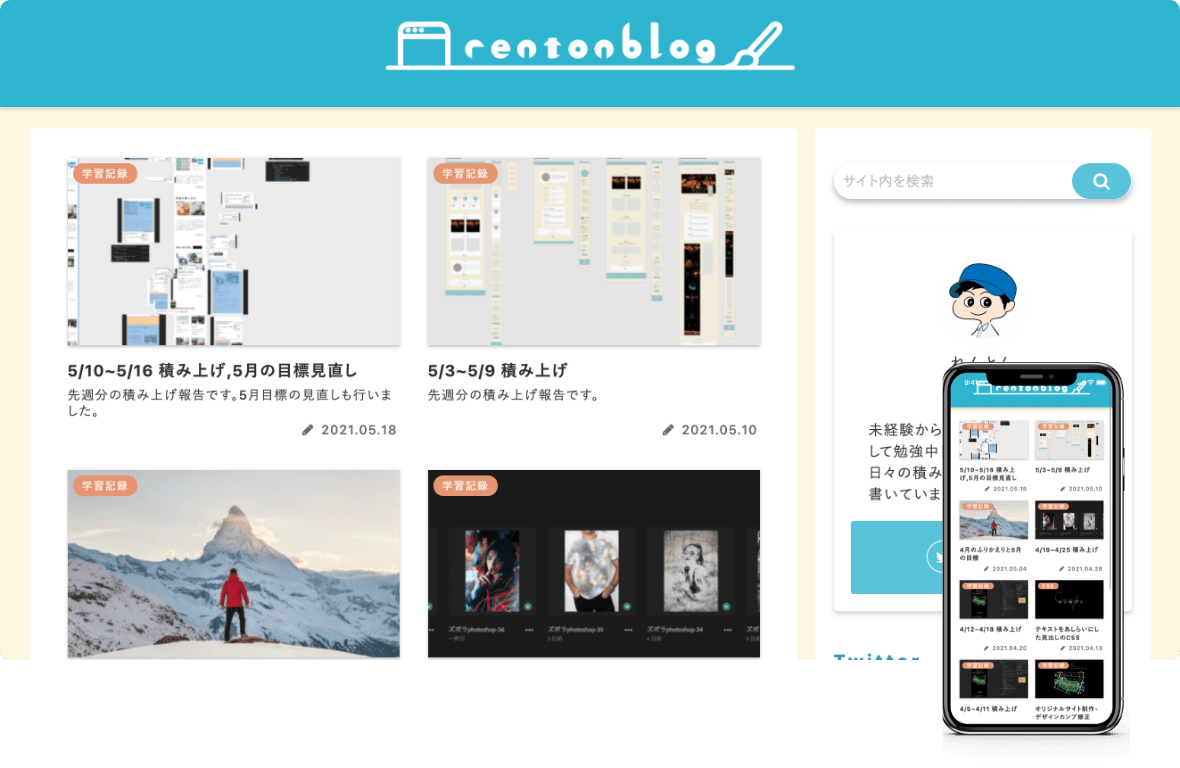 rentonblog
学習記録
5/10~5/16 積み上げ,5月の目標見直し
先週分の積み上げ報告です。5月目標の見直しも行いま
した。
2021.05.18
学習記録
5/3~5/9 積み上げ
先週分の積み上げ報告です。
2021.05.10
学習記録
学習記録
ズボラphotoshop-36
ズボラphotoshop-35
ズボラphotoshop-34
サイト内を検索
れんとん
未経験から
して勉強中
日々の積み
書いていま
Twitter
9:41
rentonblog
学習記録
5/10~5/16 積み上
げ,5月の目標見直し
2021.05.18
学習記録
5/3~5/9 積み上げ
2021.05.10
学習記録
4月のふりかえりと5月
の目標
2021.05.04
学習記録
4/19~4/25 積み上げ
2021.04.26
学習記録
4/12~4/18 積み上げ
2021.04.20
CSS
テキストをあしらいにし
た見出しのCSS
2021.04.13
学習記録
4/5~4/11 積み上げ
学習記録
オリジナルサイト制作-
デザインカンプ修正